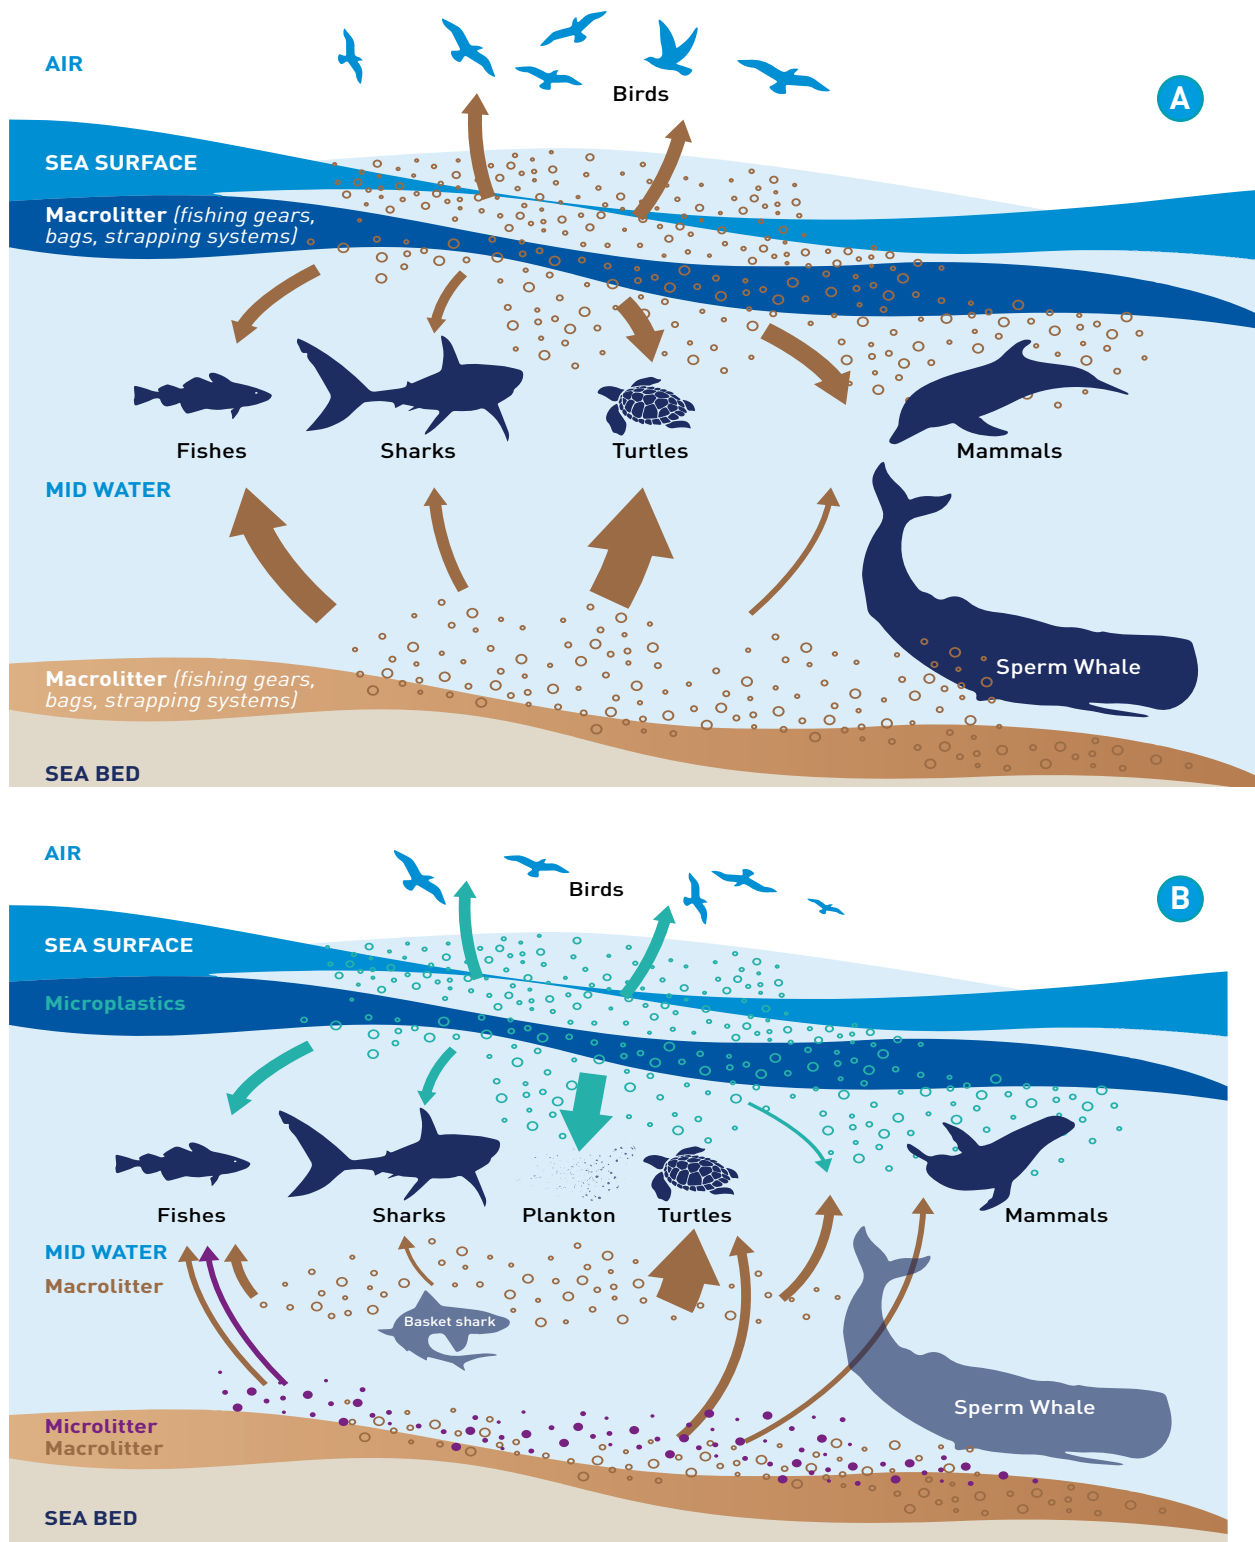 AIR
Birds
A
SEA SURFACE
Macrolitter (fishing gears,
bags, strapping systems)
Fishes
Sharks
Turtles
Mammals
MID WATER
Sperm Whale
Macrolitter (fishing gears,
bags, strapping systems)
SEA BED
AIR
Birds
B
SEA SURFACE
Microplastics
Fishes
Sharks
Plankton
Turtles
Mammals
MID WATER
Macrolitter
Basket shark
Sperm Whale
Microlitter
Macrolitter
SEA BED